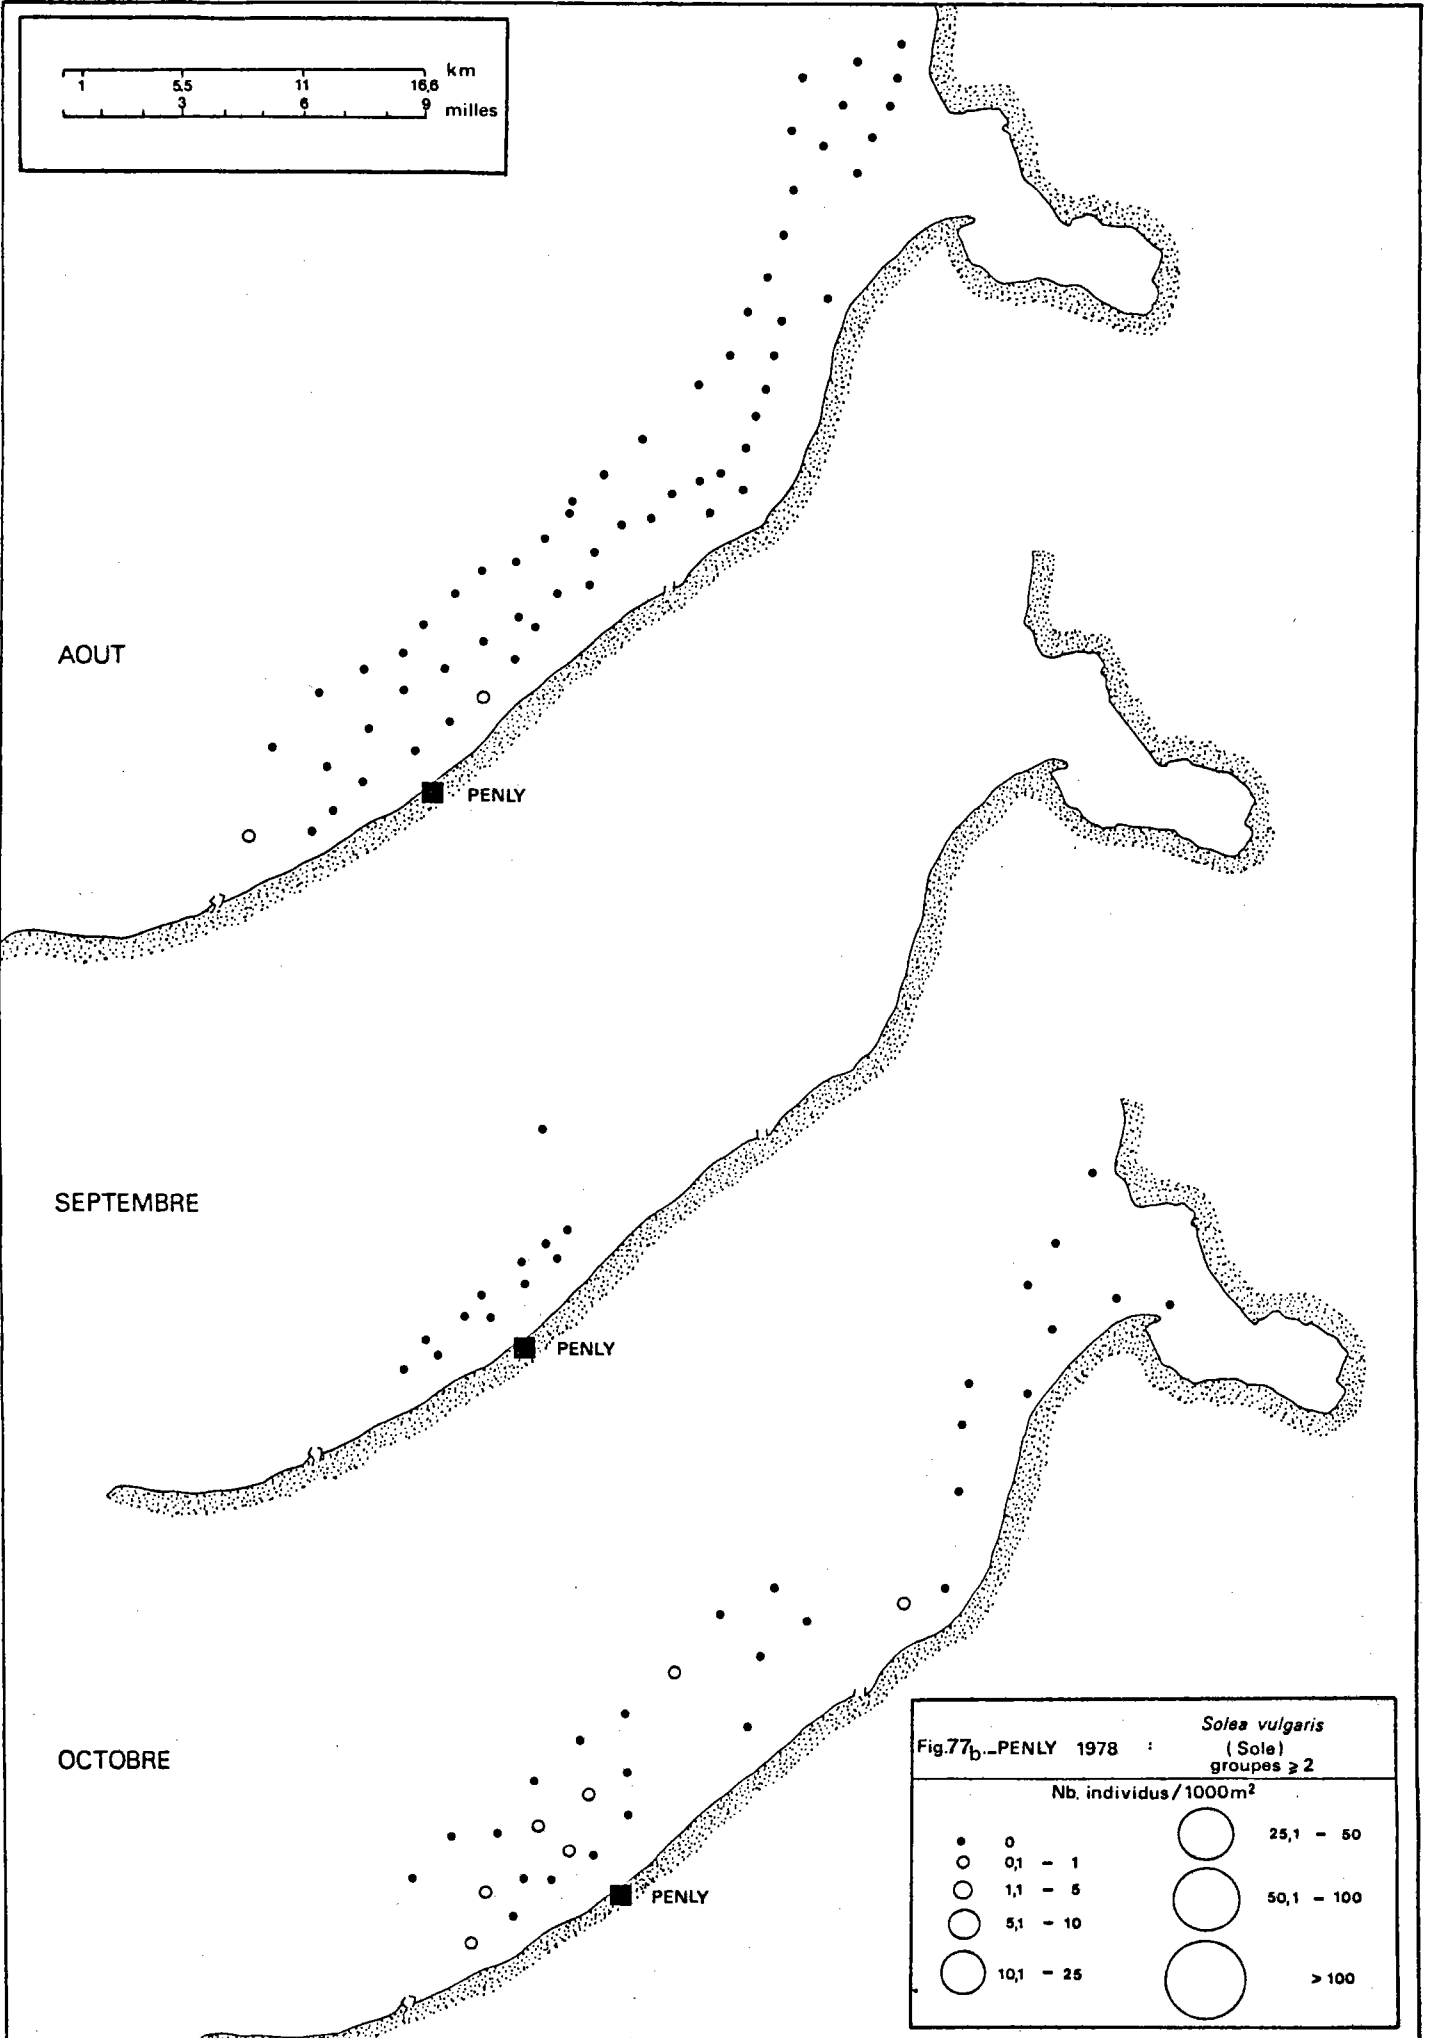 km
1 5,5 11 16,6
3 6 9
milles
AOUT
PENLY
SEPTEMBRE
PENLY
OCTOBRE
PENLY
Fig.77b._PENLY 1978 :
Solea vulgaris
(Sole)
groupes ⩾ 2
Nb. individus/1000m²
0
0,1 - 1
1,1 - 5
5,1 - 10
10,1 - 25
25,1 - 50
50,1 - 100
> 100